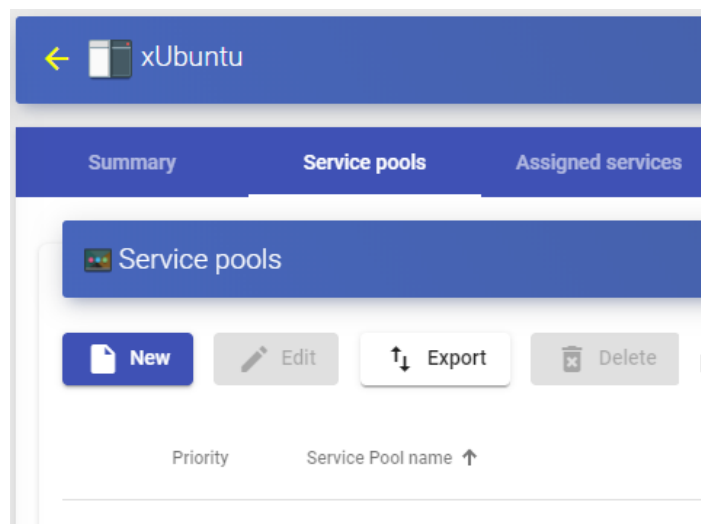 xUbuntu
Summary Service pools Assigned services
Service pools
New Edit Export Delete
Priority Service Pool name